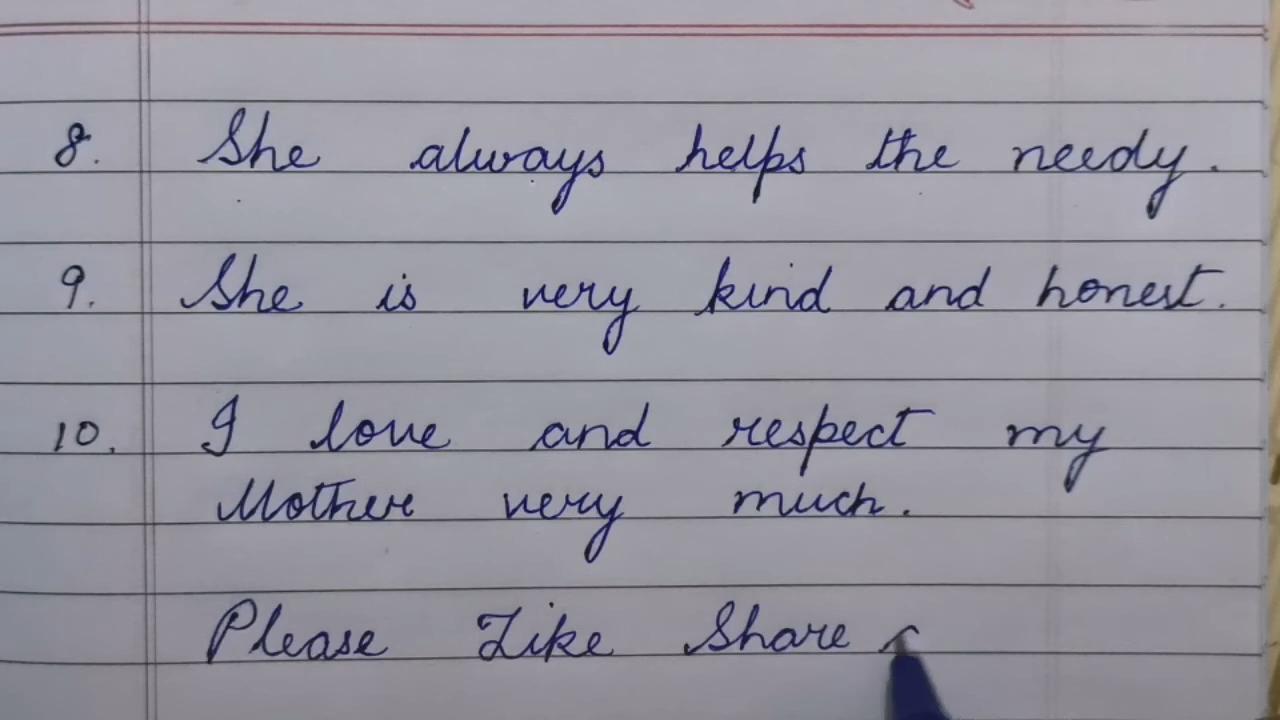 8. She always helps the needy.
9. She is very kind and honest.
10. I love and respect my
Mother very much.
Please Like Share